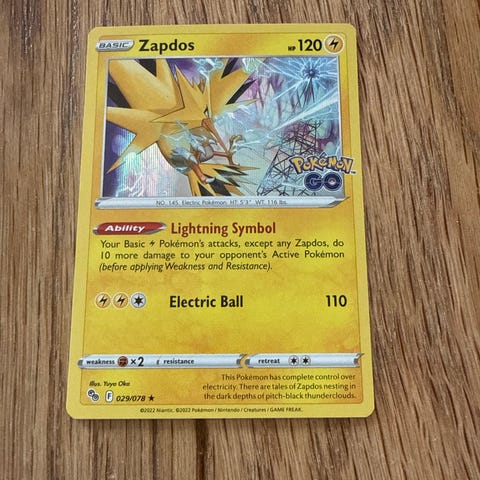 BASIC Zapdos HP 120
Pokémon
GO
NO. 145. Electric Pokémon HT: 5'3" WT: 116 lbs.
Ability Lightning Symbol
Your Basic Pokémon's attacks, except any Zapdos, do
10 more damage to your opponent's Active Pokémon
(before applying Weakness and Resistance).
Electric Ball 110
weakness ×2 resistance retreat
Illus. Yuya Oka
This Pokémon has complete control over
electricity. There are tales of Zapdos nesting
in the dark depths of pitch-black thunderclouds.
F 029/078 ★
©2022 Niantic. ©2022 Pokémon / Nintendo / Creatures / GAME FREAK.